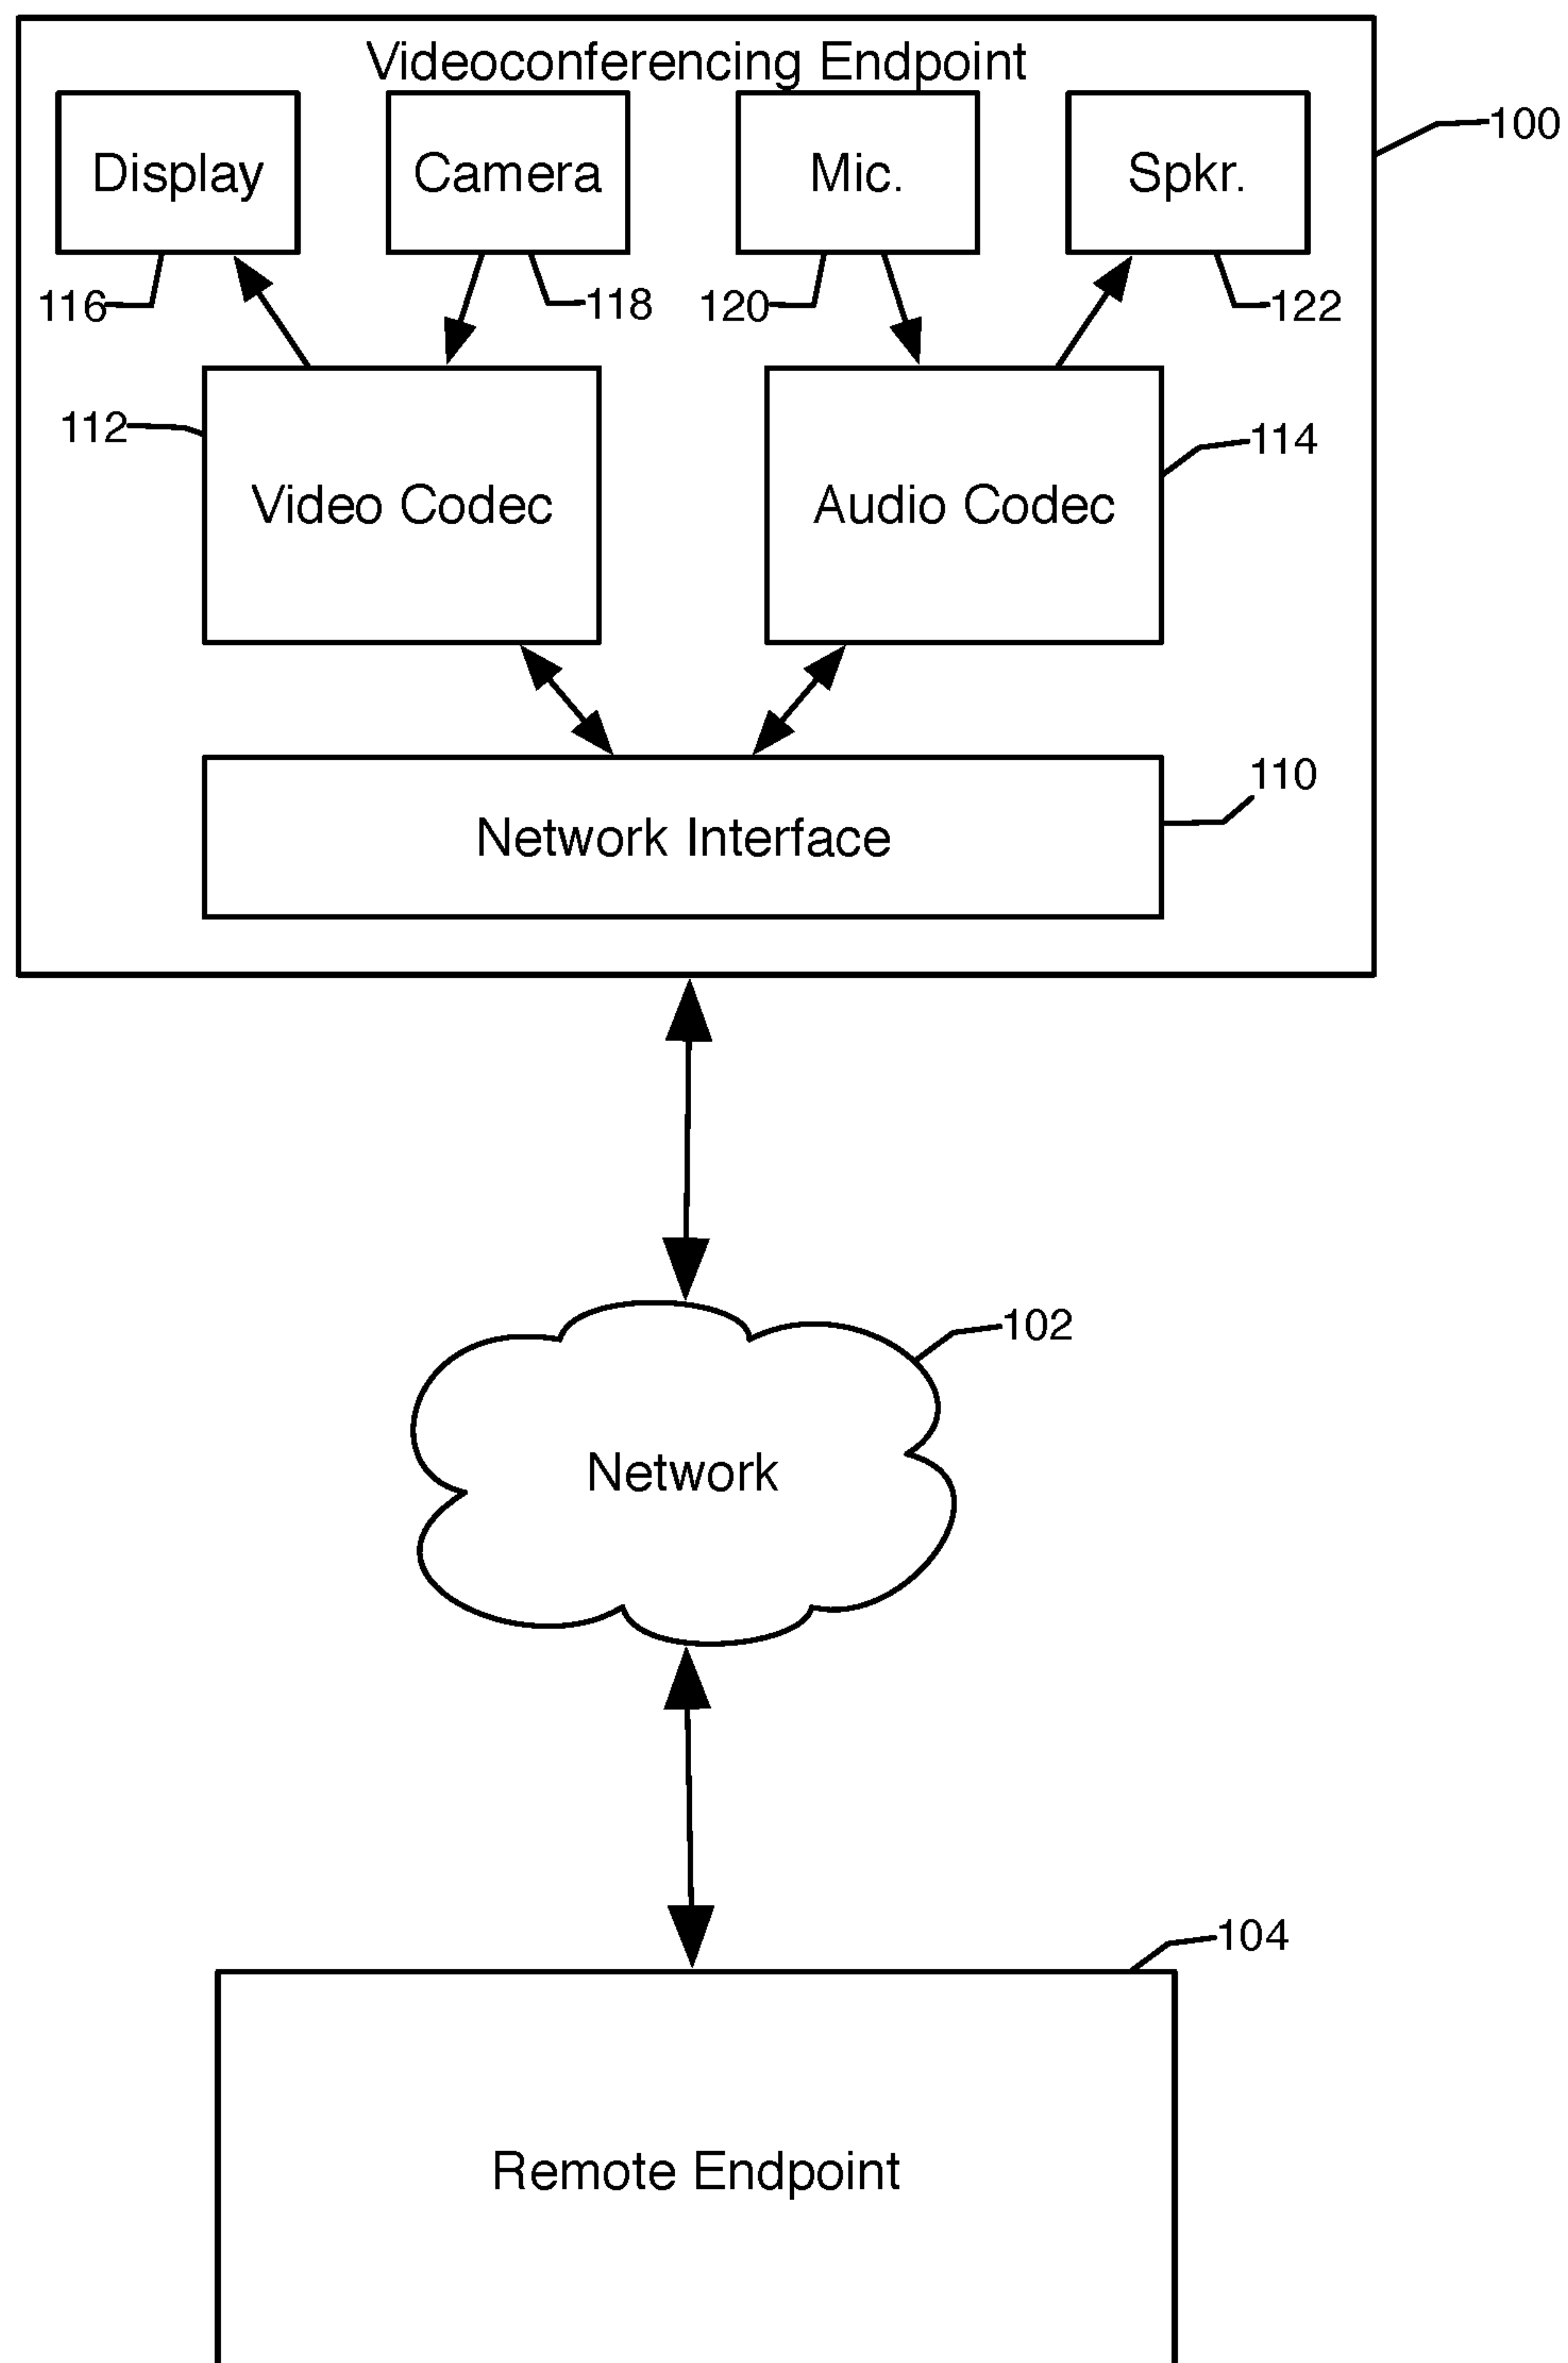 Videoconferencing Endpoint
100
Display
Camera
Mic.
Spkr.
116
118
120
122
112
114
Video Codec
Audio Codec
110
Network Interface
102
Network
104
Remote Endpoint